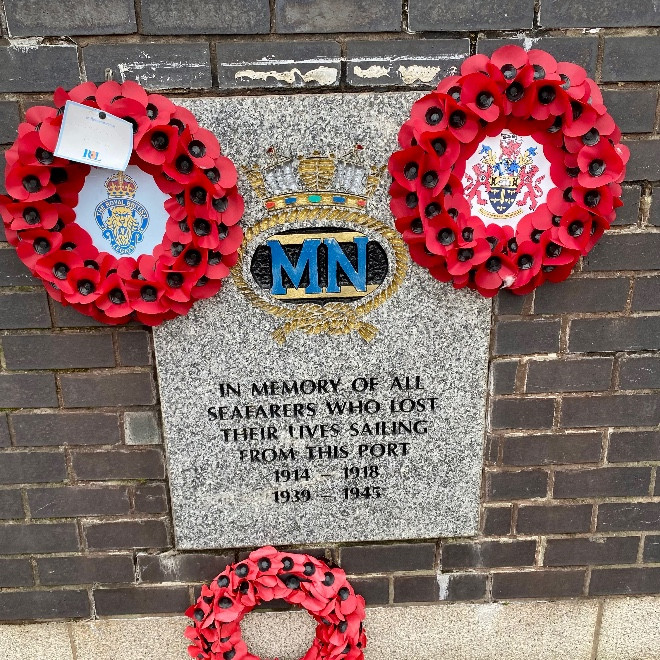 MN
IN MEMORY OF ALL
SEAFARERS WHO LOST
THEIR LIVES SAILING
FROM THIS PORT
1914 – 1918
1939 – 1945